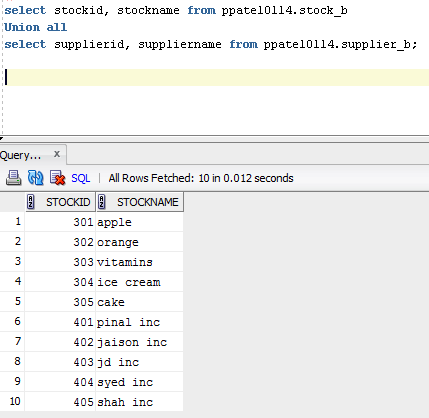 select stockid, stockname from ppatel0114.stock_b
Union all
select supplierid, suppliername from ppatel0114.supplier_b;
Query... x
SQL | All Rows Fetched: 10 in 0.012 seconds
STOCKID STOCKNAME
1 301 apple
2 302 orange
3 303 vitamins
4 304 ice cream
5 305 cake
6 401 pinal inc
7 402 jaison inc
8 403 jd inc
9 404 syed inc
10 405 shah inc